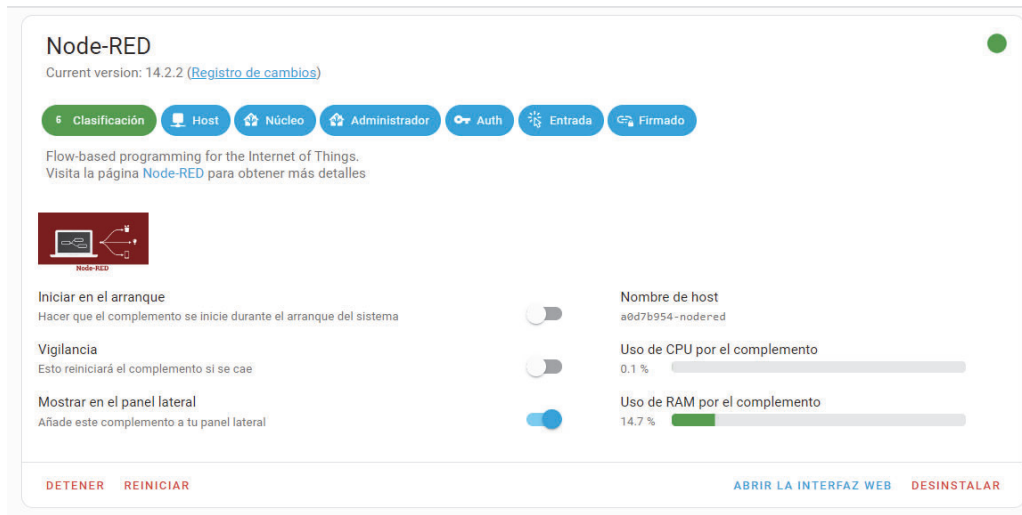 Node-RED
Current version: 14.2.2 (Registro de cambios)
6 Clasificación Host Núcleo Administrador Auth Entrada Firmado
Flow-based programming for the Internet of Things.
Visita la página Node-RED para obtener más detalles
Node-RED
Iniciar en el arranque
Hacer que el complemento se inicie durante el arranque del sistema
Vigilancia
Esto reiniciará el complemento si se cae
Mostrar en el panel lateral
Añade este complemento a tu panel lateral
Nombre de host
a0d7b954-nodered
Uso de CPU por el complemento
0.1 %
Uso de RAM por el complemento
14.7 %
DETENER REINICIAR
ABRIR LA INTERFAZ WEB DESINSTALAR